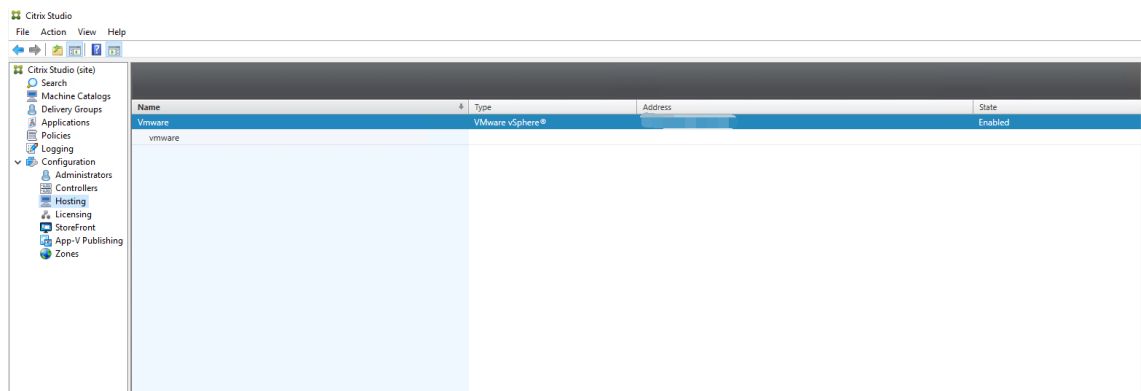 Citrix Studio
File Action View Help
Citrix Studio (site)
Search
Machine Catalogs
Delivery Groups
Applications
Policies
Logging
Configuration
Administrators
Controllers
Hosting
Licensing
StoreFront
App-V Publishing
Zones
Name Type Address State
Vmware VMware vSphere® Enabled
vmware